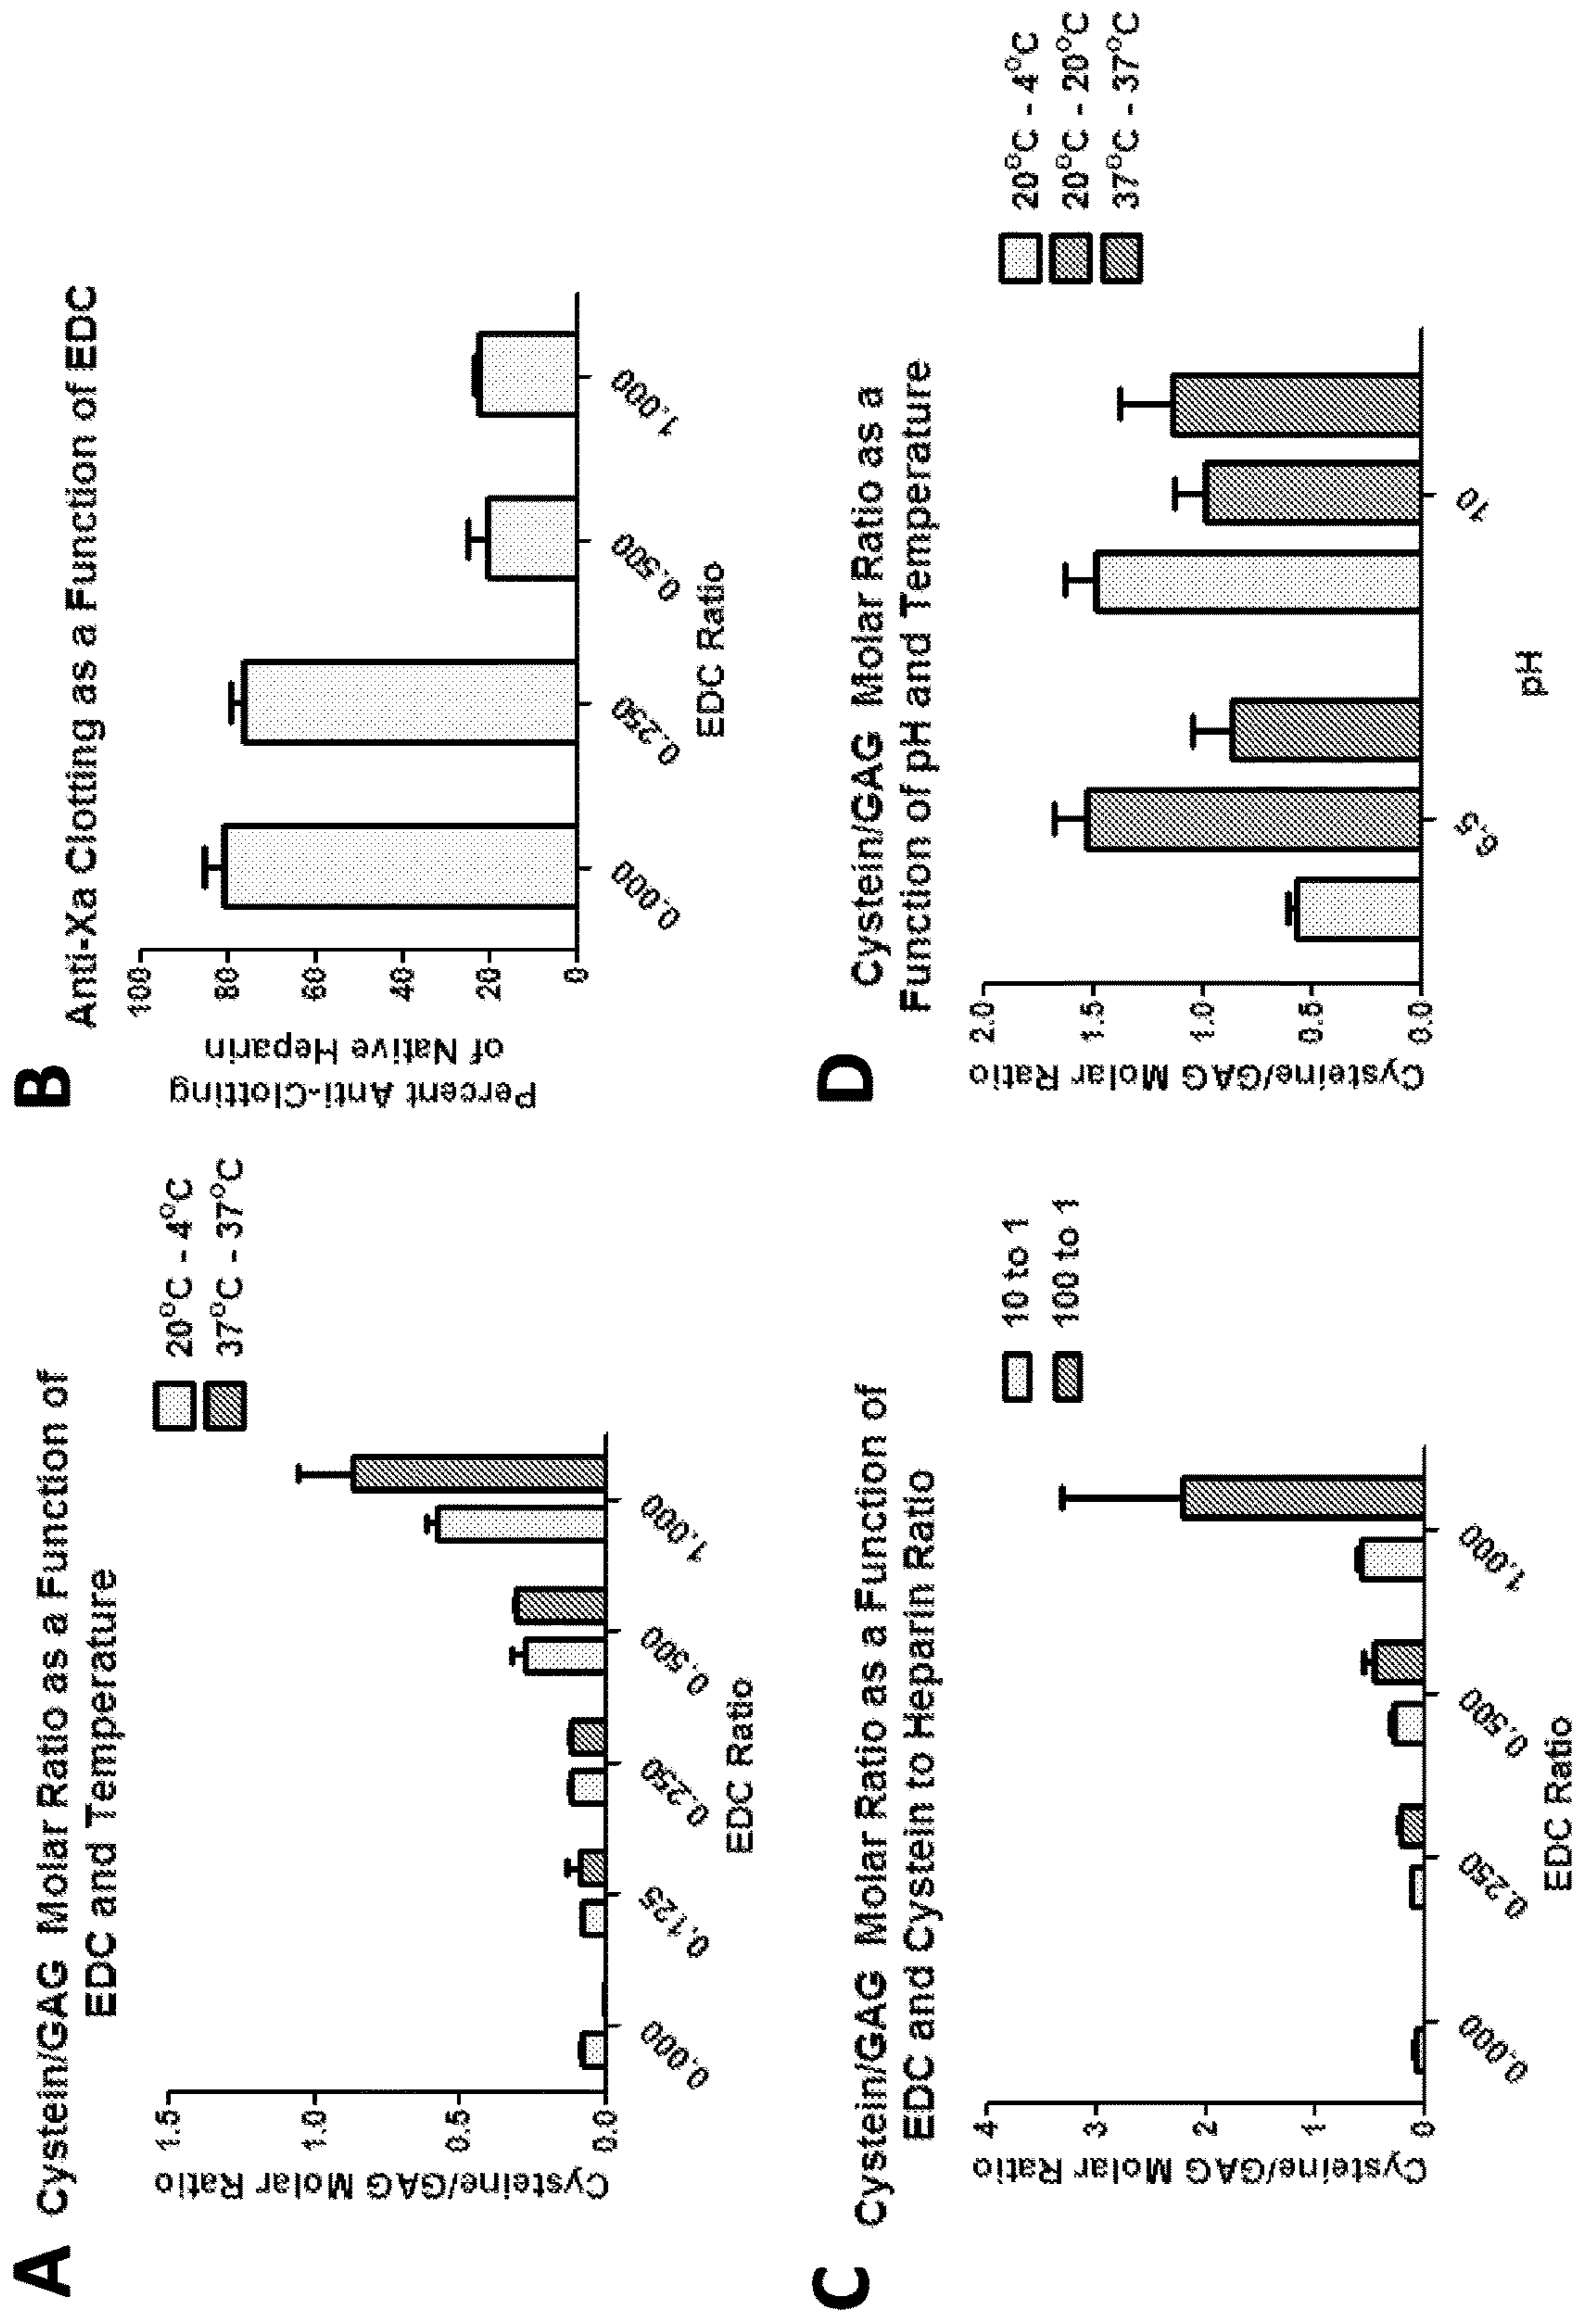 A
Cystein/GAG Molar Ratio as a Function of
EDC and Temperature
20°C - 4°C
37°C - 37°C
Cysteine/GAG Molar Ratio
1.5
1.0
0.5
0.0
0.000
0.125
0.250
0.500
1.000
EDC Ratio
B
Anti-Xa Clotting as a Function of EDC
Percent Anti-Clotting
of Native Heparin
100
80
60
40
20
0
0.000
0.250
0.500
1.000
EDC Ratio
C
Cystein/GAG Molar Ratio as a Function of
EDC and Cystein to Heparin Ratio
10 to 1
100 to 1
Cysteine/GAG Molar Ratio
4
3
2
1
0
0.000
0.250
0.500
1.000
EDC Ratio
D
Cystein/GAG Molar Ratio as a
Function of pH and Temperature
20°C - 4°C
20°C - 20°C
37°C - 37°C
Cysteine/GAG Molar Ratio
2.0
1.5
1.0
0.5
0.0
6.5
10
pH